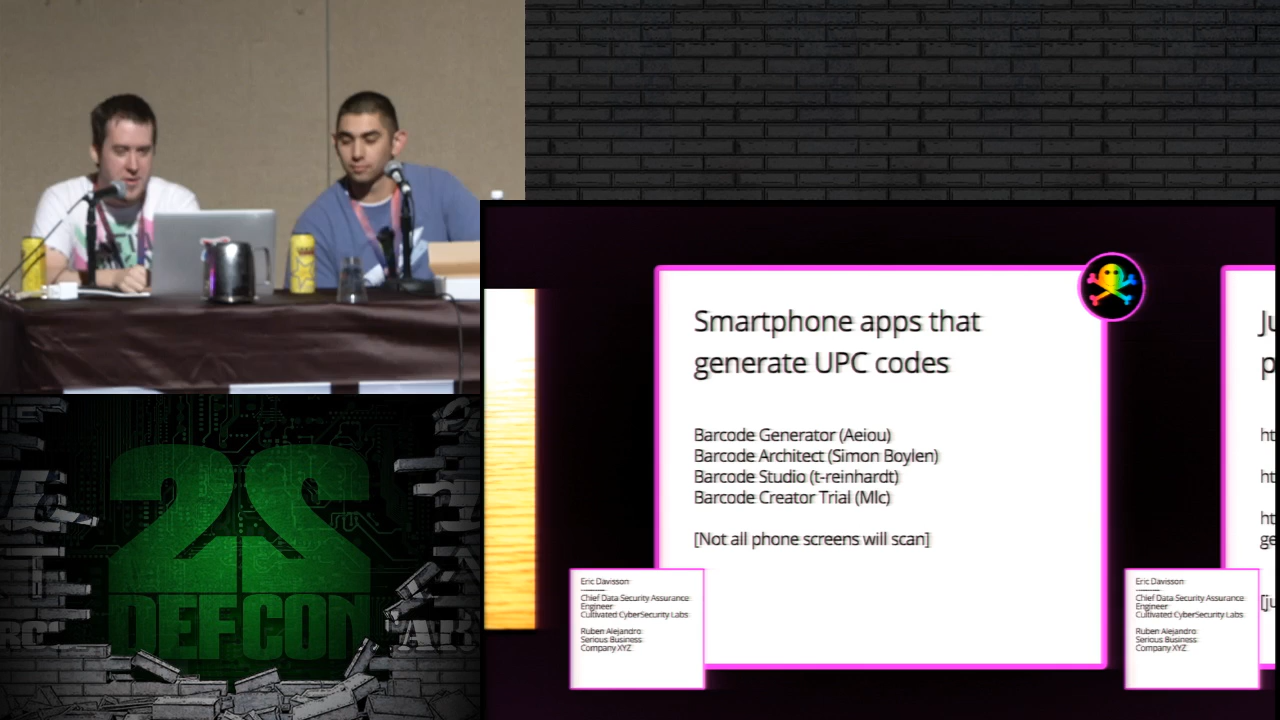 Smartphone apps that
generate UPC codes
Barcode Generator (Aeiou)
Barcode Architect (Simon Boylen)
Barcode Studio (t-reinhardt)
Barcode Creator Trial (Mlc)
[Not all phone screens will scan]
Eric Davisson
Chief Data Security Assurance
Engineer
Cultivated CyberSecurity Labs
Ruben Alejandro
Serious Business
Company XYZ
Eric Davisson
Chief Data Security Assurance
Engineer
Cultivated CyberSecurity Labs
Ruben Alejandro
Serious Business
Company XYZ
22
DEFCON